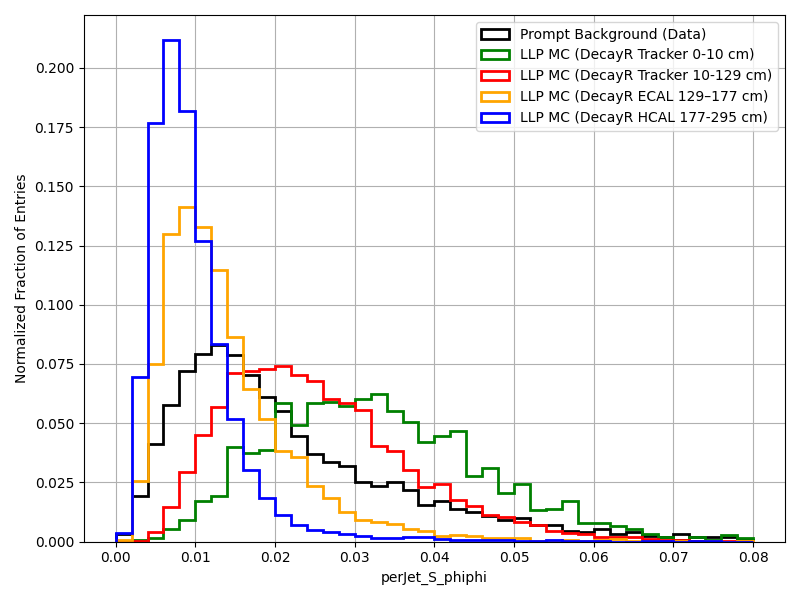 Prompt Background (Data)
LLP MC (DecayR Tracker 0-10 cm)
LLP MC (DecayR Tracker 10-129 cm)
LLP MC (DecayR ECAL 129–177 cm)
LLP MC (DecayR HCAL 177-295 cm)
Normalized Fraction of Entries
0.200
0.175
0.150
0.125
0.100
0.075
0.050
0.025
0.000
0.00 0.01 0.02 0.03 0.04 0.05 0.06 0.07 0.08
perJet_S_phiphi